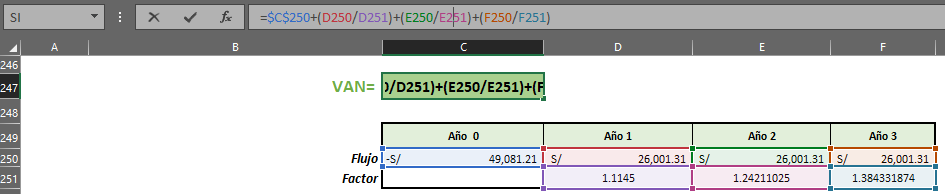 SI =$C$250+(D250/D251)+(E250/E251)+(F250/F251)
A B C D E F
246
247 VAN= D/D251)+(E250/E251)+(F
248
249 Año 0 Año 1 Año 2 Año 3
250 Flujo -S/ 49,081.21 S/ 26,001.31 S/ 26,001.31 S/ 26,001.31
251 Factor 1.1145 1.24211025 1.384331874